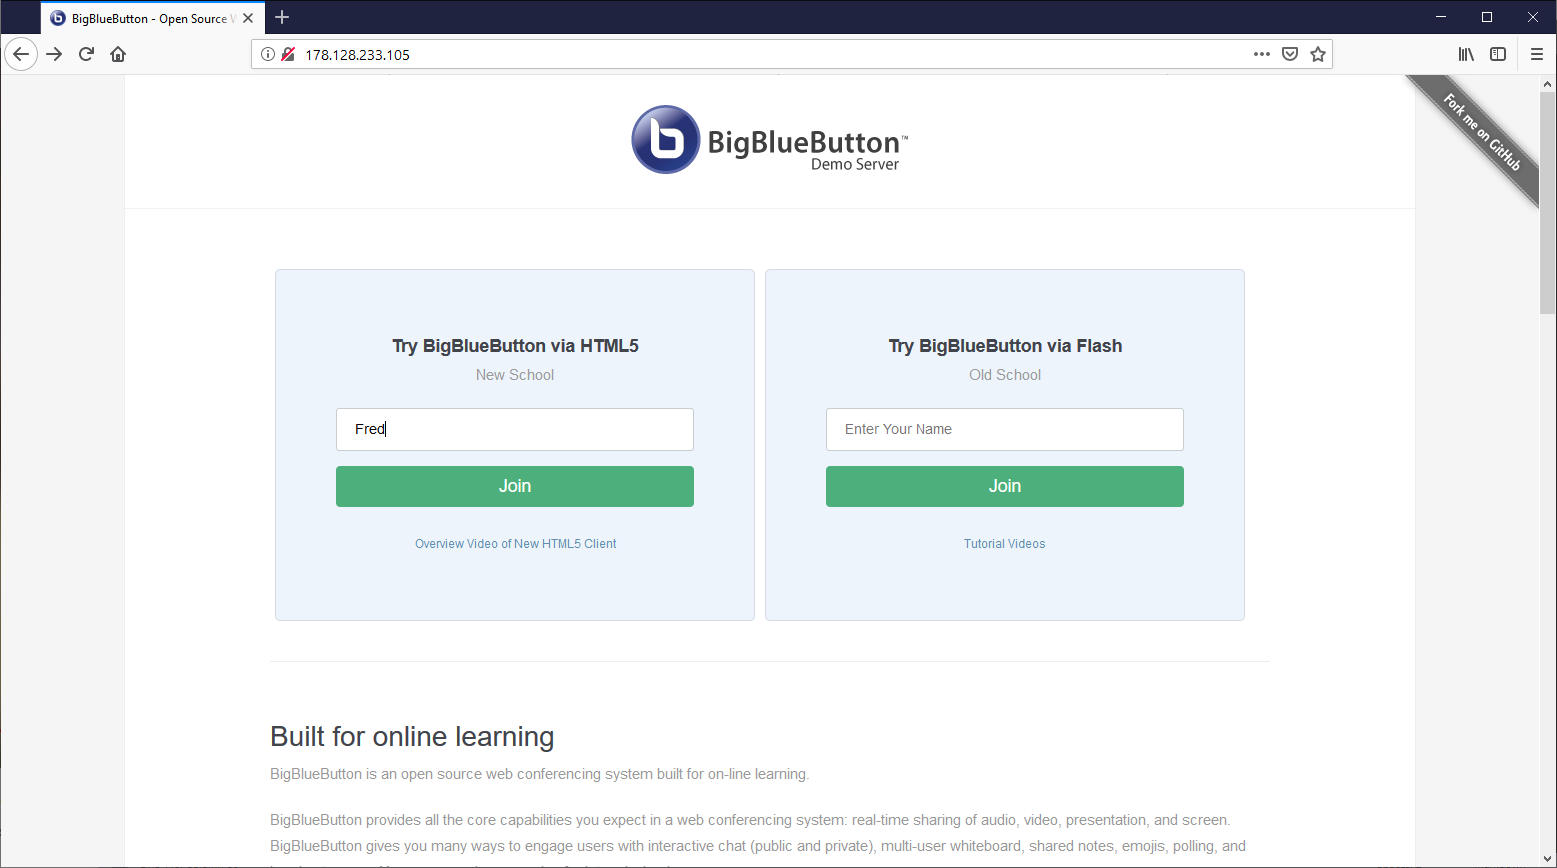 BigBlueButton - Open Source W
178.128.233.105
Fork me on GitHub
b BigBlueButton™
Demo Server
Try BigBlueButton via HTML5
New School
Fred
Join
Overview Video of New HTML5 Client
Try BigBlueButton via Flash
Old School
Enter Your Name
Join
Tutorial Videos
Built for online learning
BigBlueButton is an open source web conferencing system built for on-line learning.
BigBlueButton provides all the core capabilities you expect in a web conferencing system: real-time sharing of audio, video, presentation, and screen.
BigBlueButton gives you many ways to engage users with interactive chat (public and private), multi-user whiteboard, shared notes, emojis, polling, and